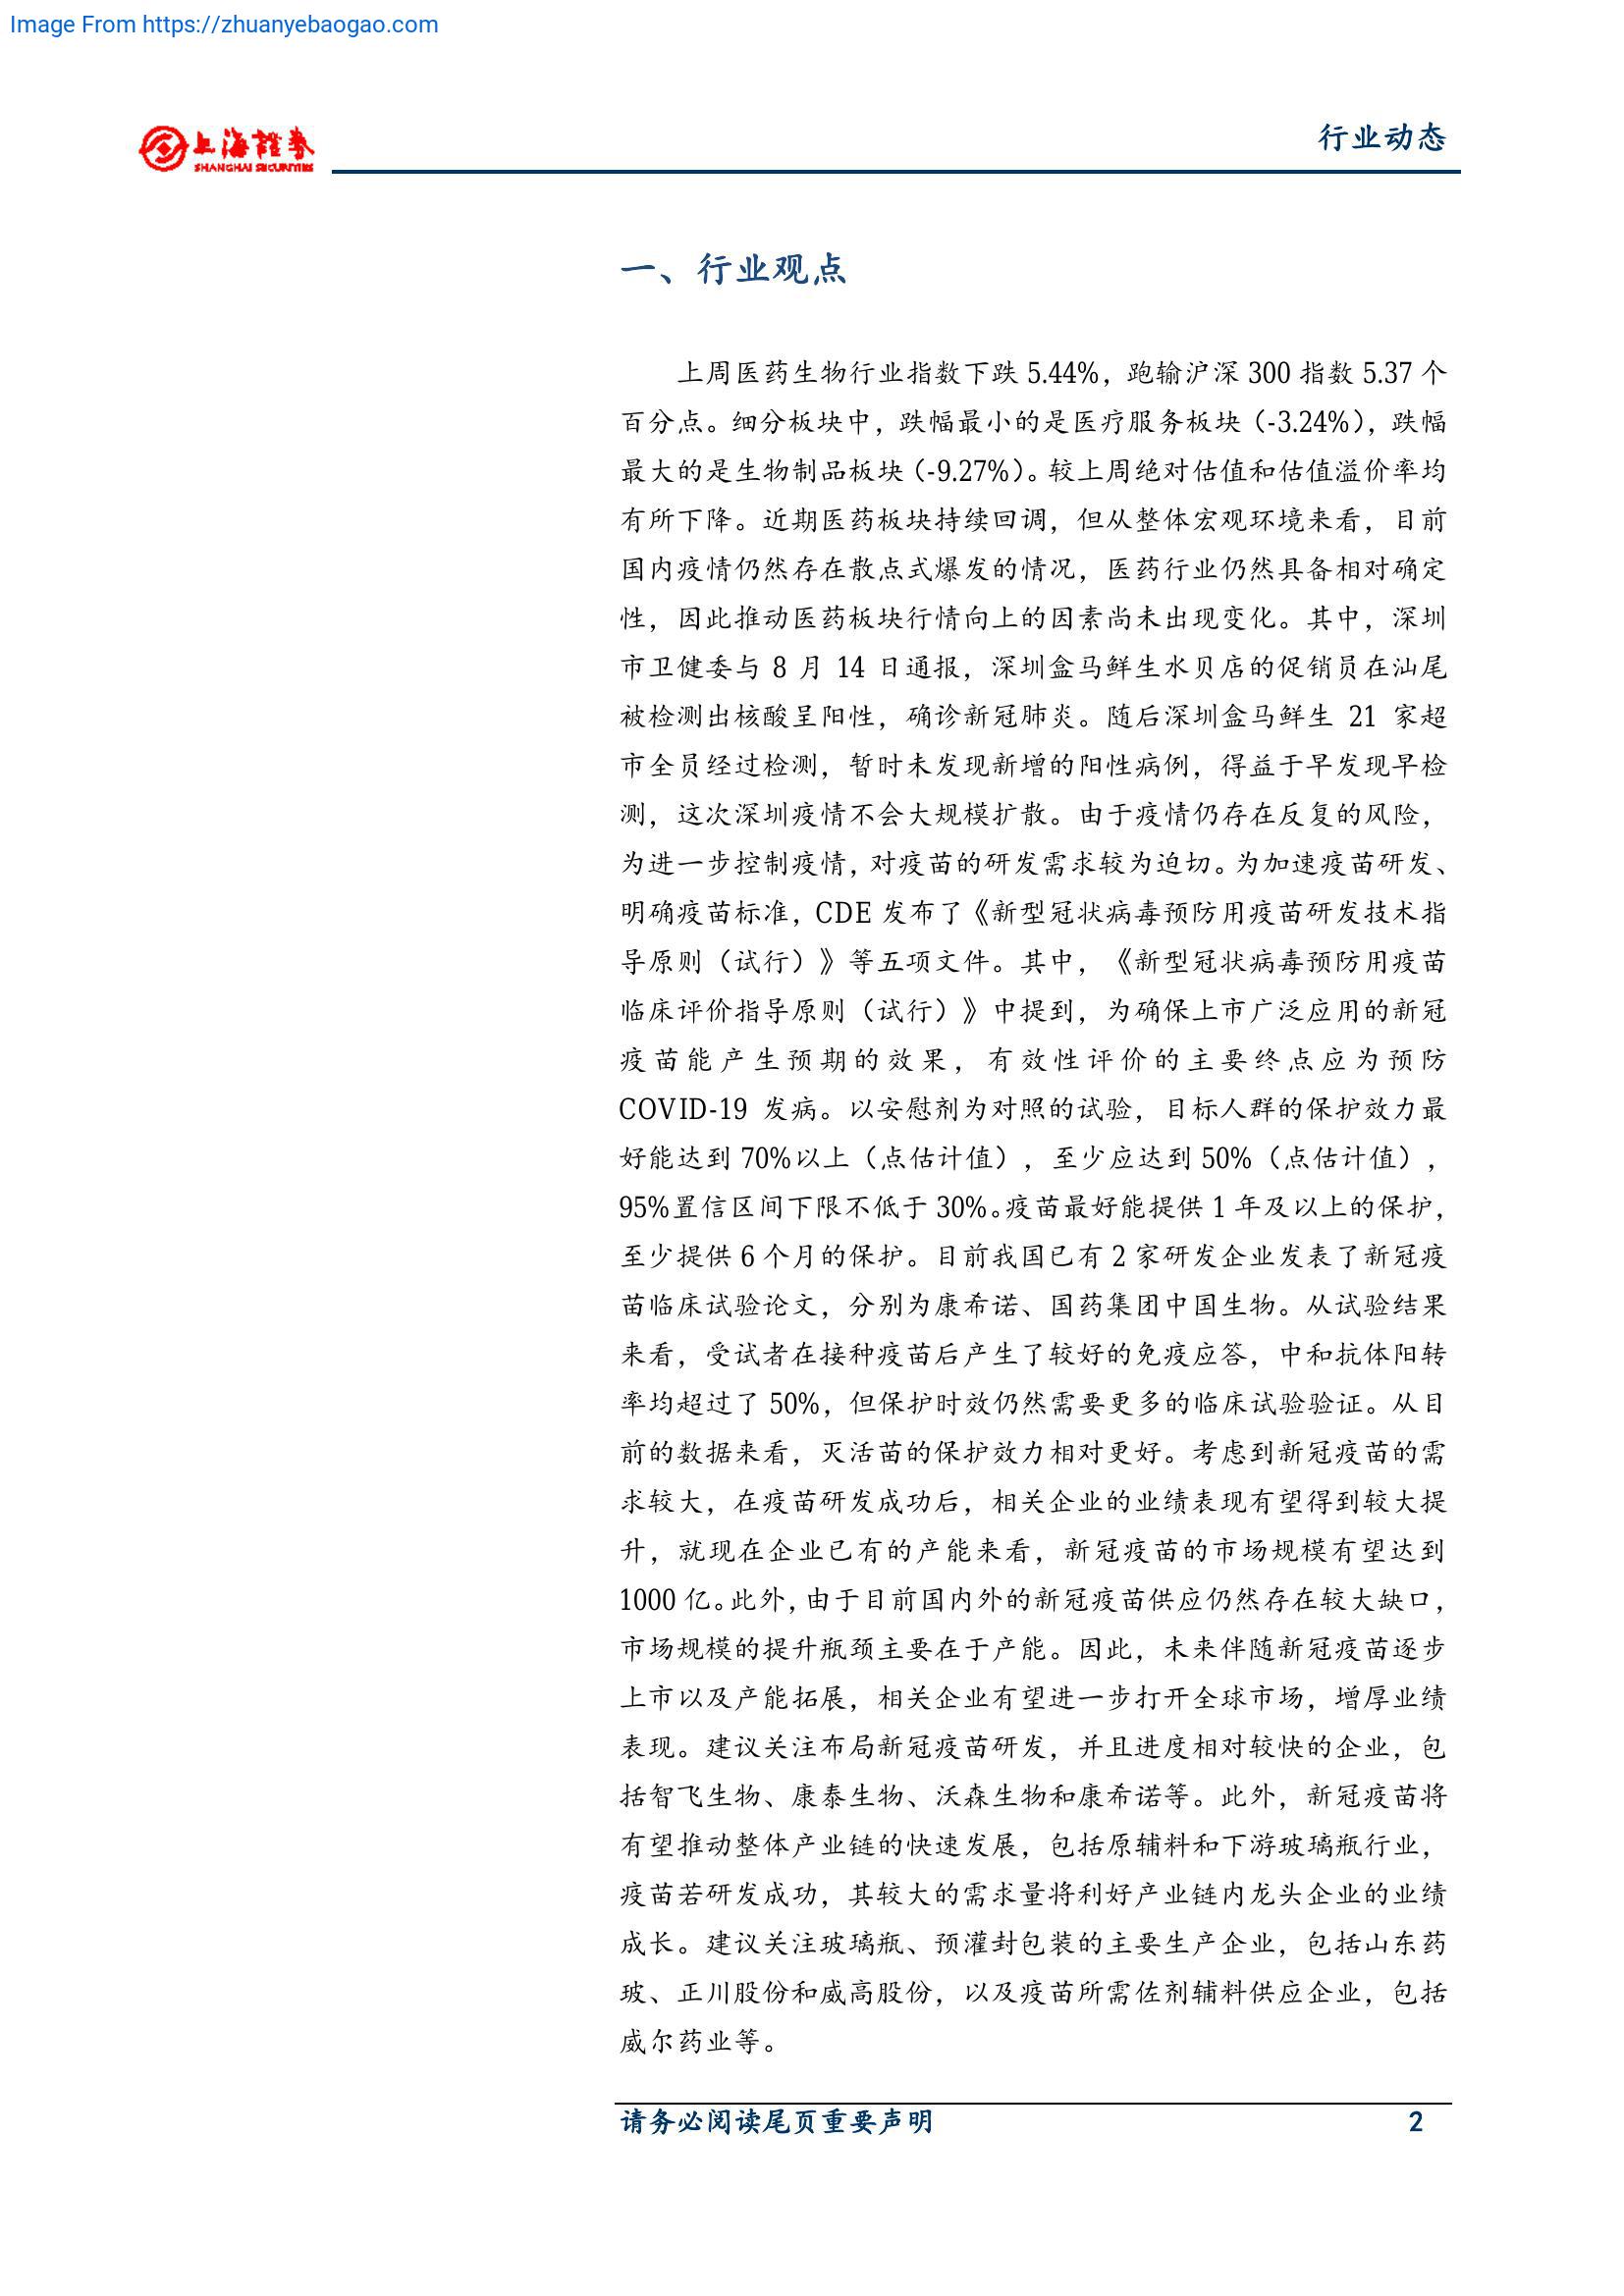 Image From https://zhuanyebaogao.com
上海證券
SHANGHAI SECURITIES
行业动态
一、行业观点
上周医药生物行业指数下跌 5.44%，跑输沪深 300 指数 5.37 个
百分点。细分板块中，跌幅最小的是医疗服务板块（-3.24%），跌幅
最大的是生物制品板块（-9.27%）。较上周绝对估值和估值溢价率均
有所下降。近期医药板块持续回调，但从整体宏观环境来看，目前
国内疫情仍然存在散点式爆发的情况，医药行业仍然具备相对确定
性，因此推动医药板块行情向上的因素尚未出现变化。其中，深圳
市卫健委与 8 月 14 日通报，深圳盒马鲜生水贝店的促销员在汕尾
被检测出核酸呈阳性，确诊新冠肺炎。随后深圳盒马鲜生 21 家超
市全员经过检测，暂时未发现新增的阳性病例，得益于早发现早检
测，这次深圳疫情不会大规模扩散。由于疫情仍存在反复的风险，
为进一步控制疫情，对疫苗的研发需求较为迫切。为加速疫苗研发、
明确疫苗标准，CDE 发布了《新型冠状病毒预防用疫苗研发技术指
导原则（试行）》等五项文件。其中，《新型冠状病毒预防用疫苗
临床评价指导原则（试行）》中提到，为确保上市广泛应用的新冠
疫苗能产生预期的效果，有效性评价的主要终点应为预防
COVID-19 发病。以安慰剂为对照的试验，目标人群的保护效力最
好能达到 70%以上（点估计值），至少应达到 50%（点估计值），
95%置信区间下限不低于 30%。疫苗最好能提供 1 年及以上的保护，
至少提供 6 个月的保护。目前我国已有 2 家研发企业发表了新冠疫
苗临床试验论文，分别为康希诺、国药集团中国生物。从试验结果
来看，受试者在接种疫苗后产生了较好的免疫应答，中和抗体阳转
率均超过了 50%，但保护时效仍然需要更多的临床试验验证。从目
前的数据来看，灭活苗的保护效力相对更好。考虑到新冠疫苗的需
求较大，在疫苗研发成功后，相关企业的业绩表现有望得到较大提
升，就现在企业已有的产能来看，新冠疫苗的市场规模有望达到
1000 亿。此外，由于目前国内外的新冠疫苗供应仍然存在较大缺口，
市场规模的提升瓶颈主要在于产能。因此，未来伴随新冠疫苗逐步
上市以及产能拓展，相关企业有望进一步打开全球市场，增厚业绩
表现。建议关注布局新冠疫苗研发，并且进度相对较快的企业，包
括智飞生物、康泰生物、沃森生物和康希诺等。此外，新冠疫苗将
有望推动整体产业链的快速发展，包括原辅料和下游玻璃瓶行业，
疫苗若研发成功，其较大的需求量将利好产业链内龙头企业的业绩
成长。建议关注玻璃瓶、预灌封包装的主要生产企业，包括山东药
玻、正川股份和威高股份，以及疫苗所需佐剂辅料供应企业，包括
威尔药业等。
请务必阅读尾页重要声明 2